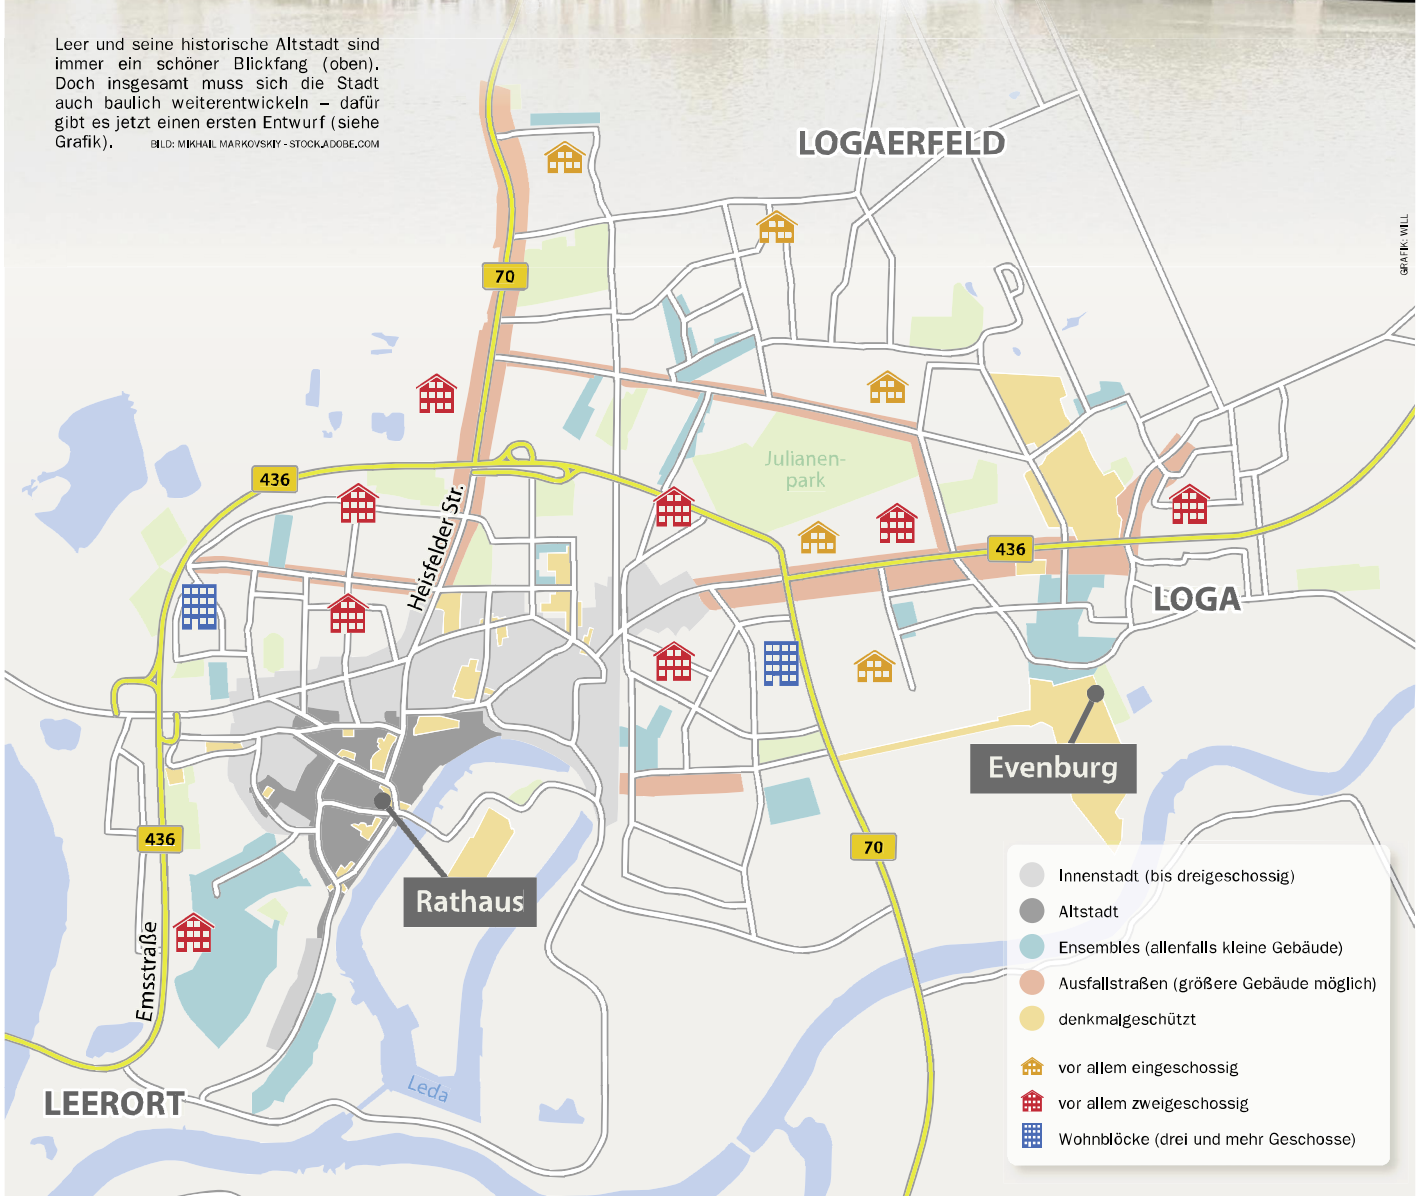 Leer und seine historische Altstadt sind
immer ein schöner Blickfang (oben).
Doch insgesamt muss sich die Stadt
auch baulich weiterentwickeln – dafür
gibt es jetzt einen ersten Entwurf (siehe
Grafik). BILD: MIKHAIL MARKOVSKIY - STOCK.ADOBE.COM
LOGAERFELD
GRAFIK: WILL
70
436
Julianen-
park
Heisfelder Str.
436
LOGA
Evenburg
436
70
Rathaus
Emsstraße
Leda
LEERORT
Innenstadt (bis dreigeschossig)
Altstadt
Ensembles (allenfalls kleine Gebäude)
Ausfallstraßen (größere Gebäude möglich)
denkmalgeschützt
vor allem eingeschossig
vor allem zweigeschossig
Wohnblöcke (drei und mehr Geschosse)